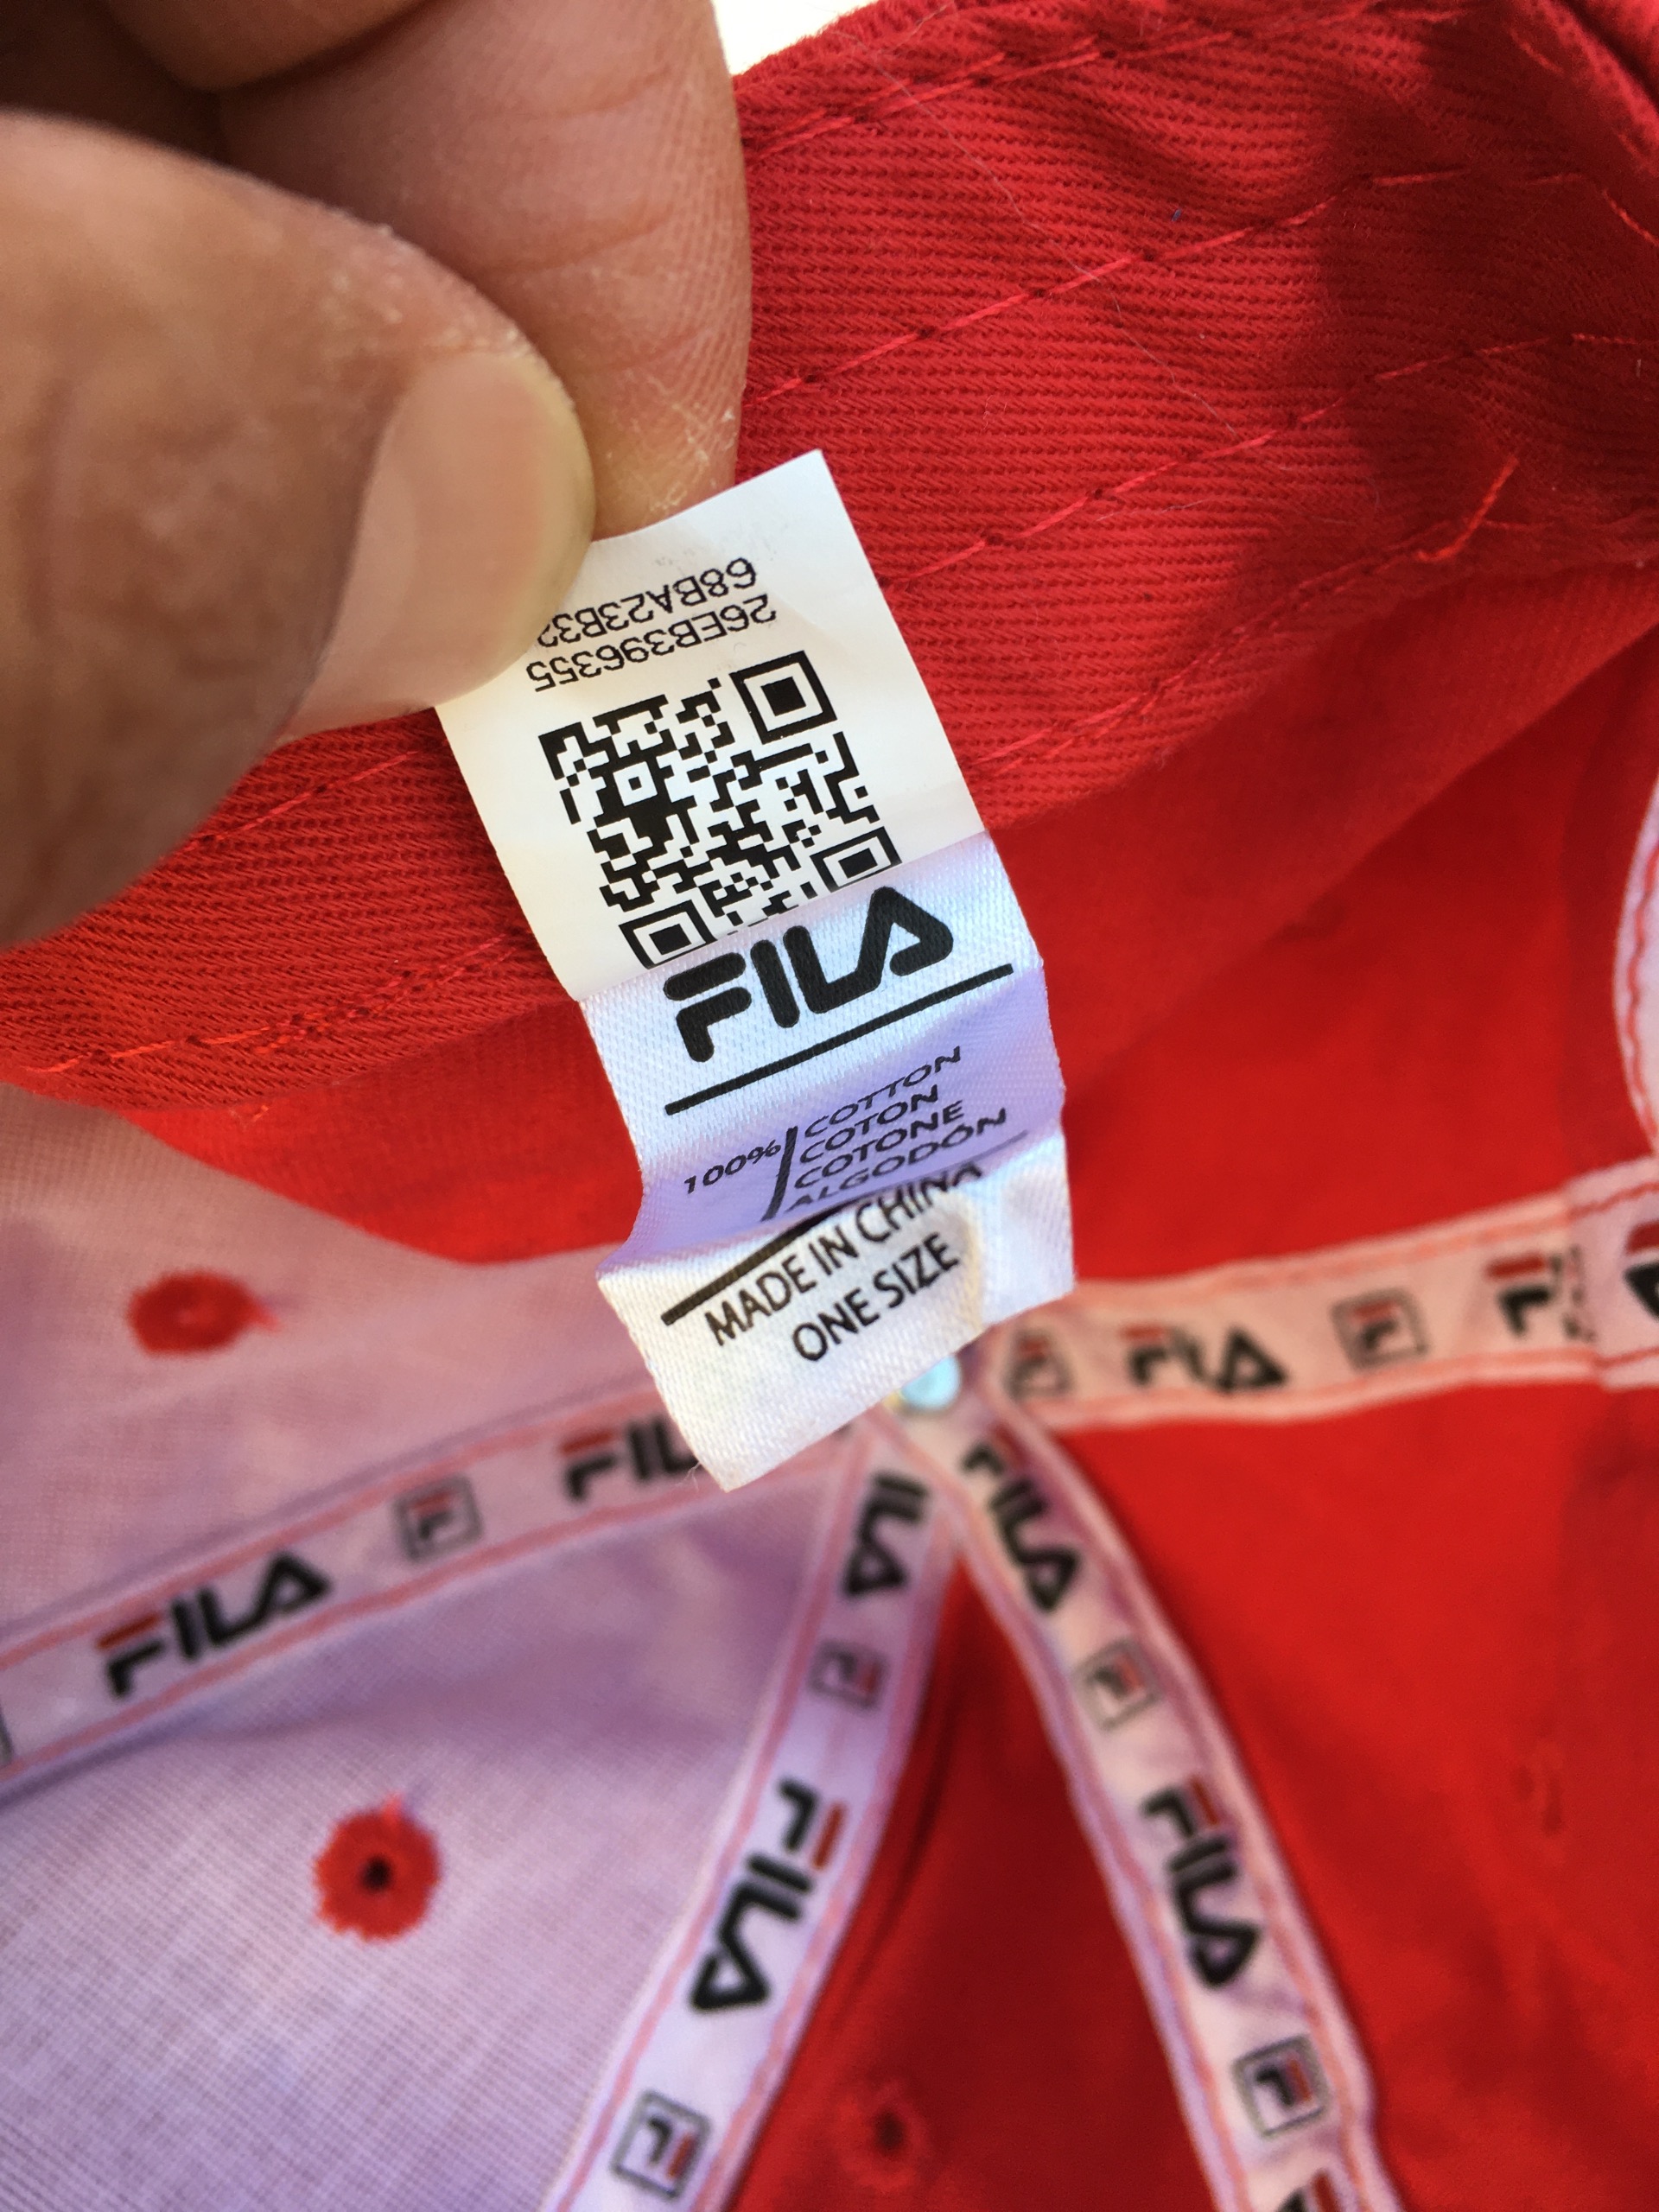 68BA23B32
26EB396355
FILA
100%
COTTON
COTON
COTONE
ALGODÓN
MADE IN CHINA
ONE SIZE
FILA
F
FILA
FILA
F
FILA
F
FILA
F
FILA
F
FILA
F